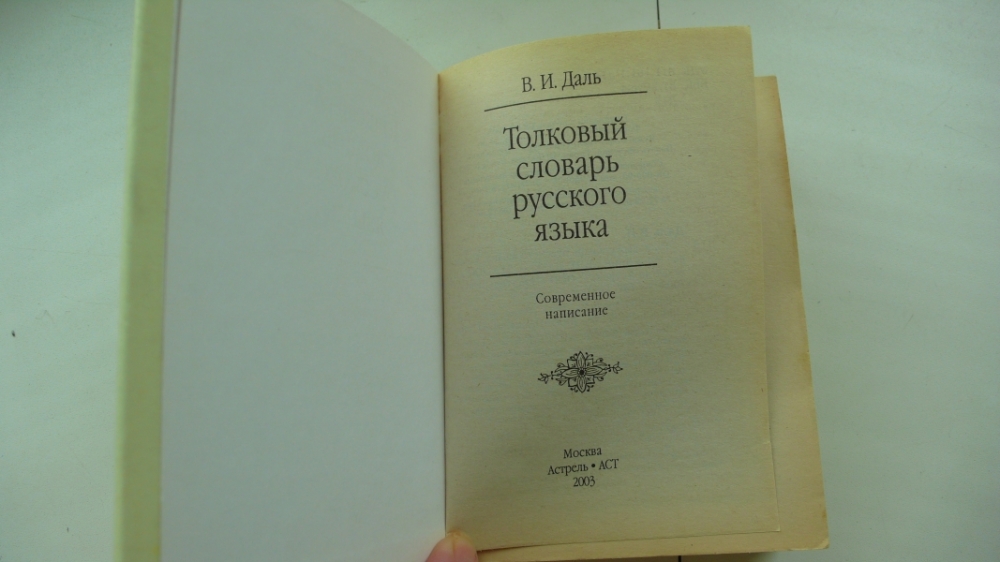 В. И. Даль
Толковый
словарь
русского
языка
Современное
написание
Москва
Астрель • АСТ
2003